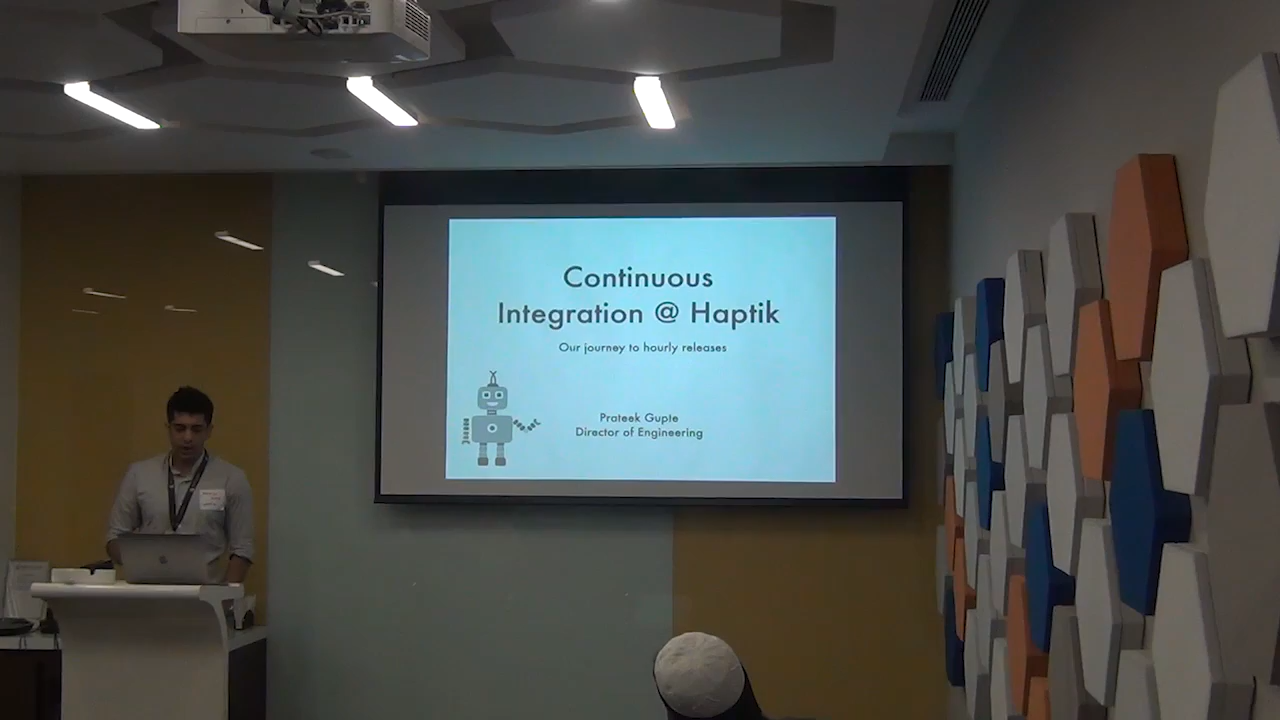 Continuous
Integration @ Haptik
Our journey to hourly releases
Prateek Gupte
Director of Engineering